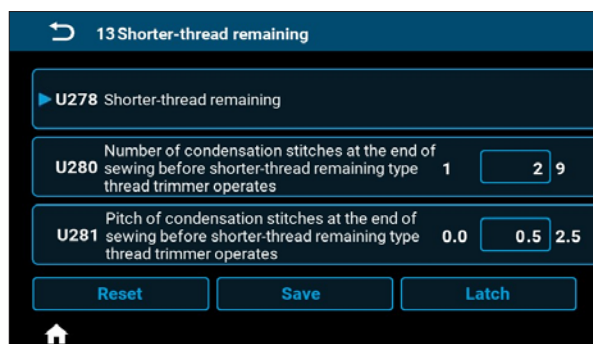 13 Shorter-thread remaining
U278 Shorter-thread remaining
Number of condensation stitches at the end of
U280 sewing before shorter-thread remaining type 1 2 9
thread trimmer operates
Pitch of condensation stitches at the end of
U281 sewing before shorter-thread remaining type 0.0 0.5 2.5
thread trimmer operates
Reset Save Latch